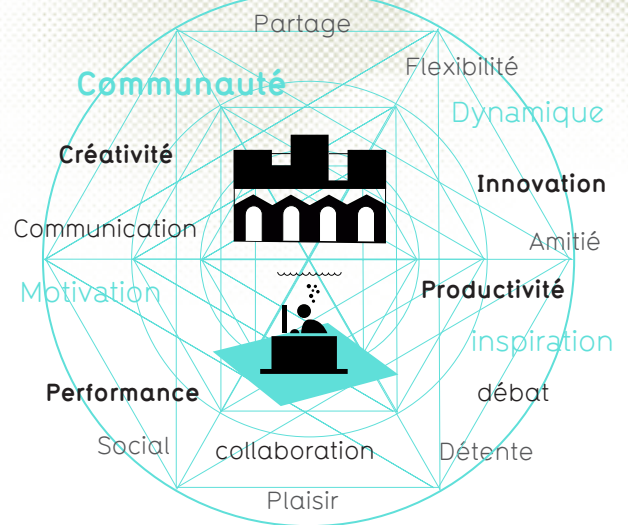 Partage
Flexibilité
Communauté
Dynamique
Créativité
Innovation
Communication
Amitié
Motivation
Productivité
inspiration
Performance
débat
Social
collaboration
Détente
Plaisir